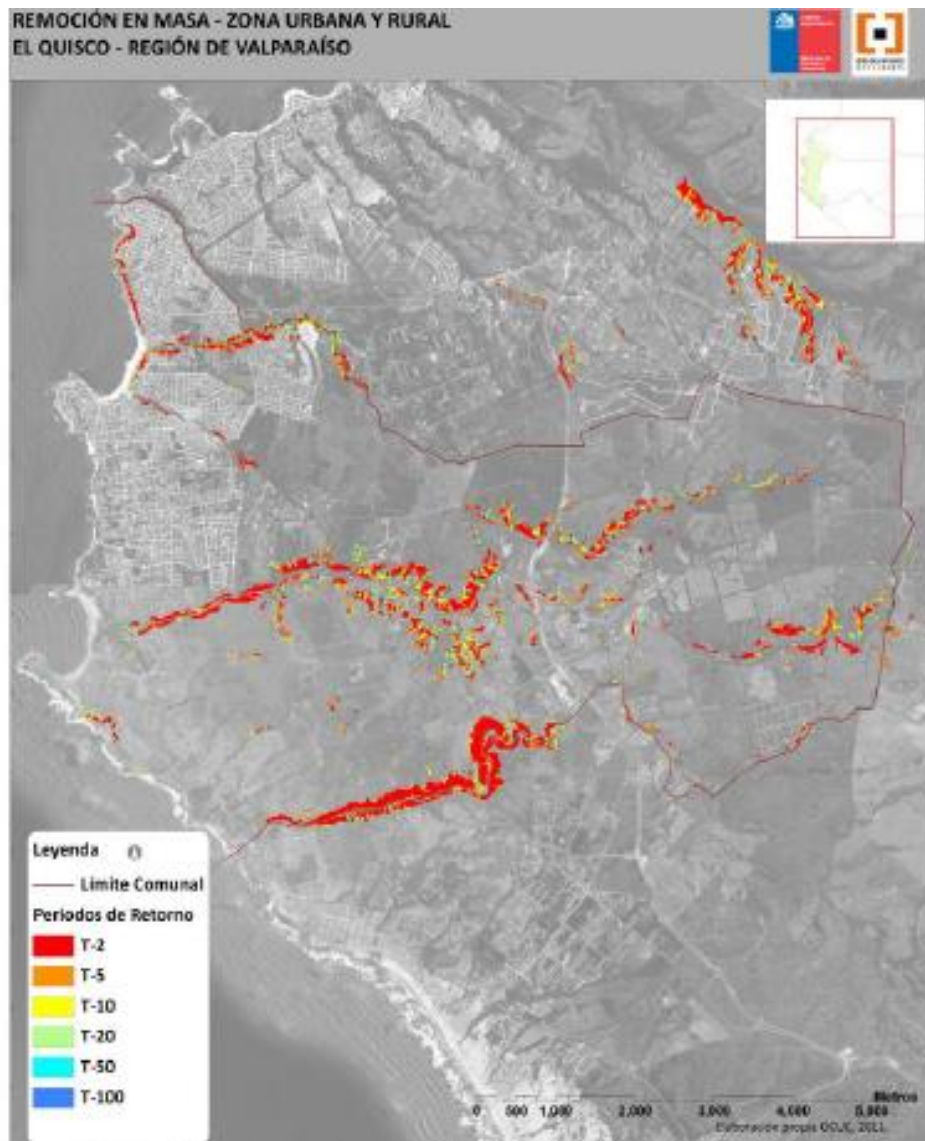 REMOCIÓN EN MASA - ZONA URBANA Y RURAL
EL QUISCO - REGIÓN DE VALPARAÍSO
Leyenda
Limite Comunal
Períodos de Retorno
T-2
T-5
T-10
T-20
T-50
T-100
Metros
0 500 1,000 2,000 3,000 4,000 5,000
Elaboración propia OCUC, 2011.